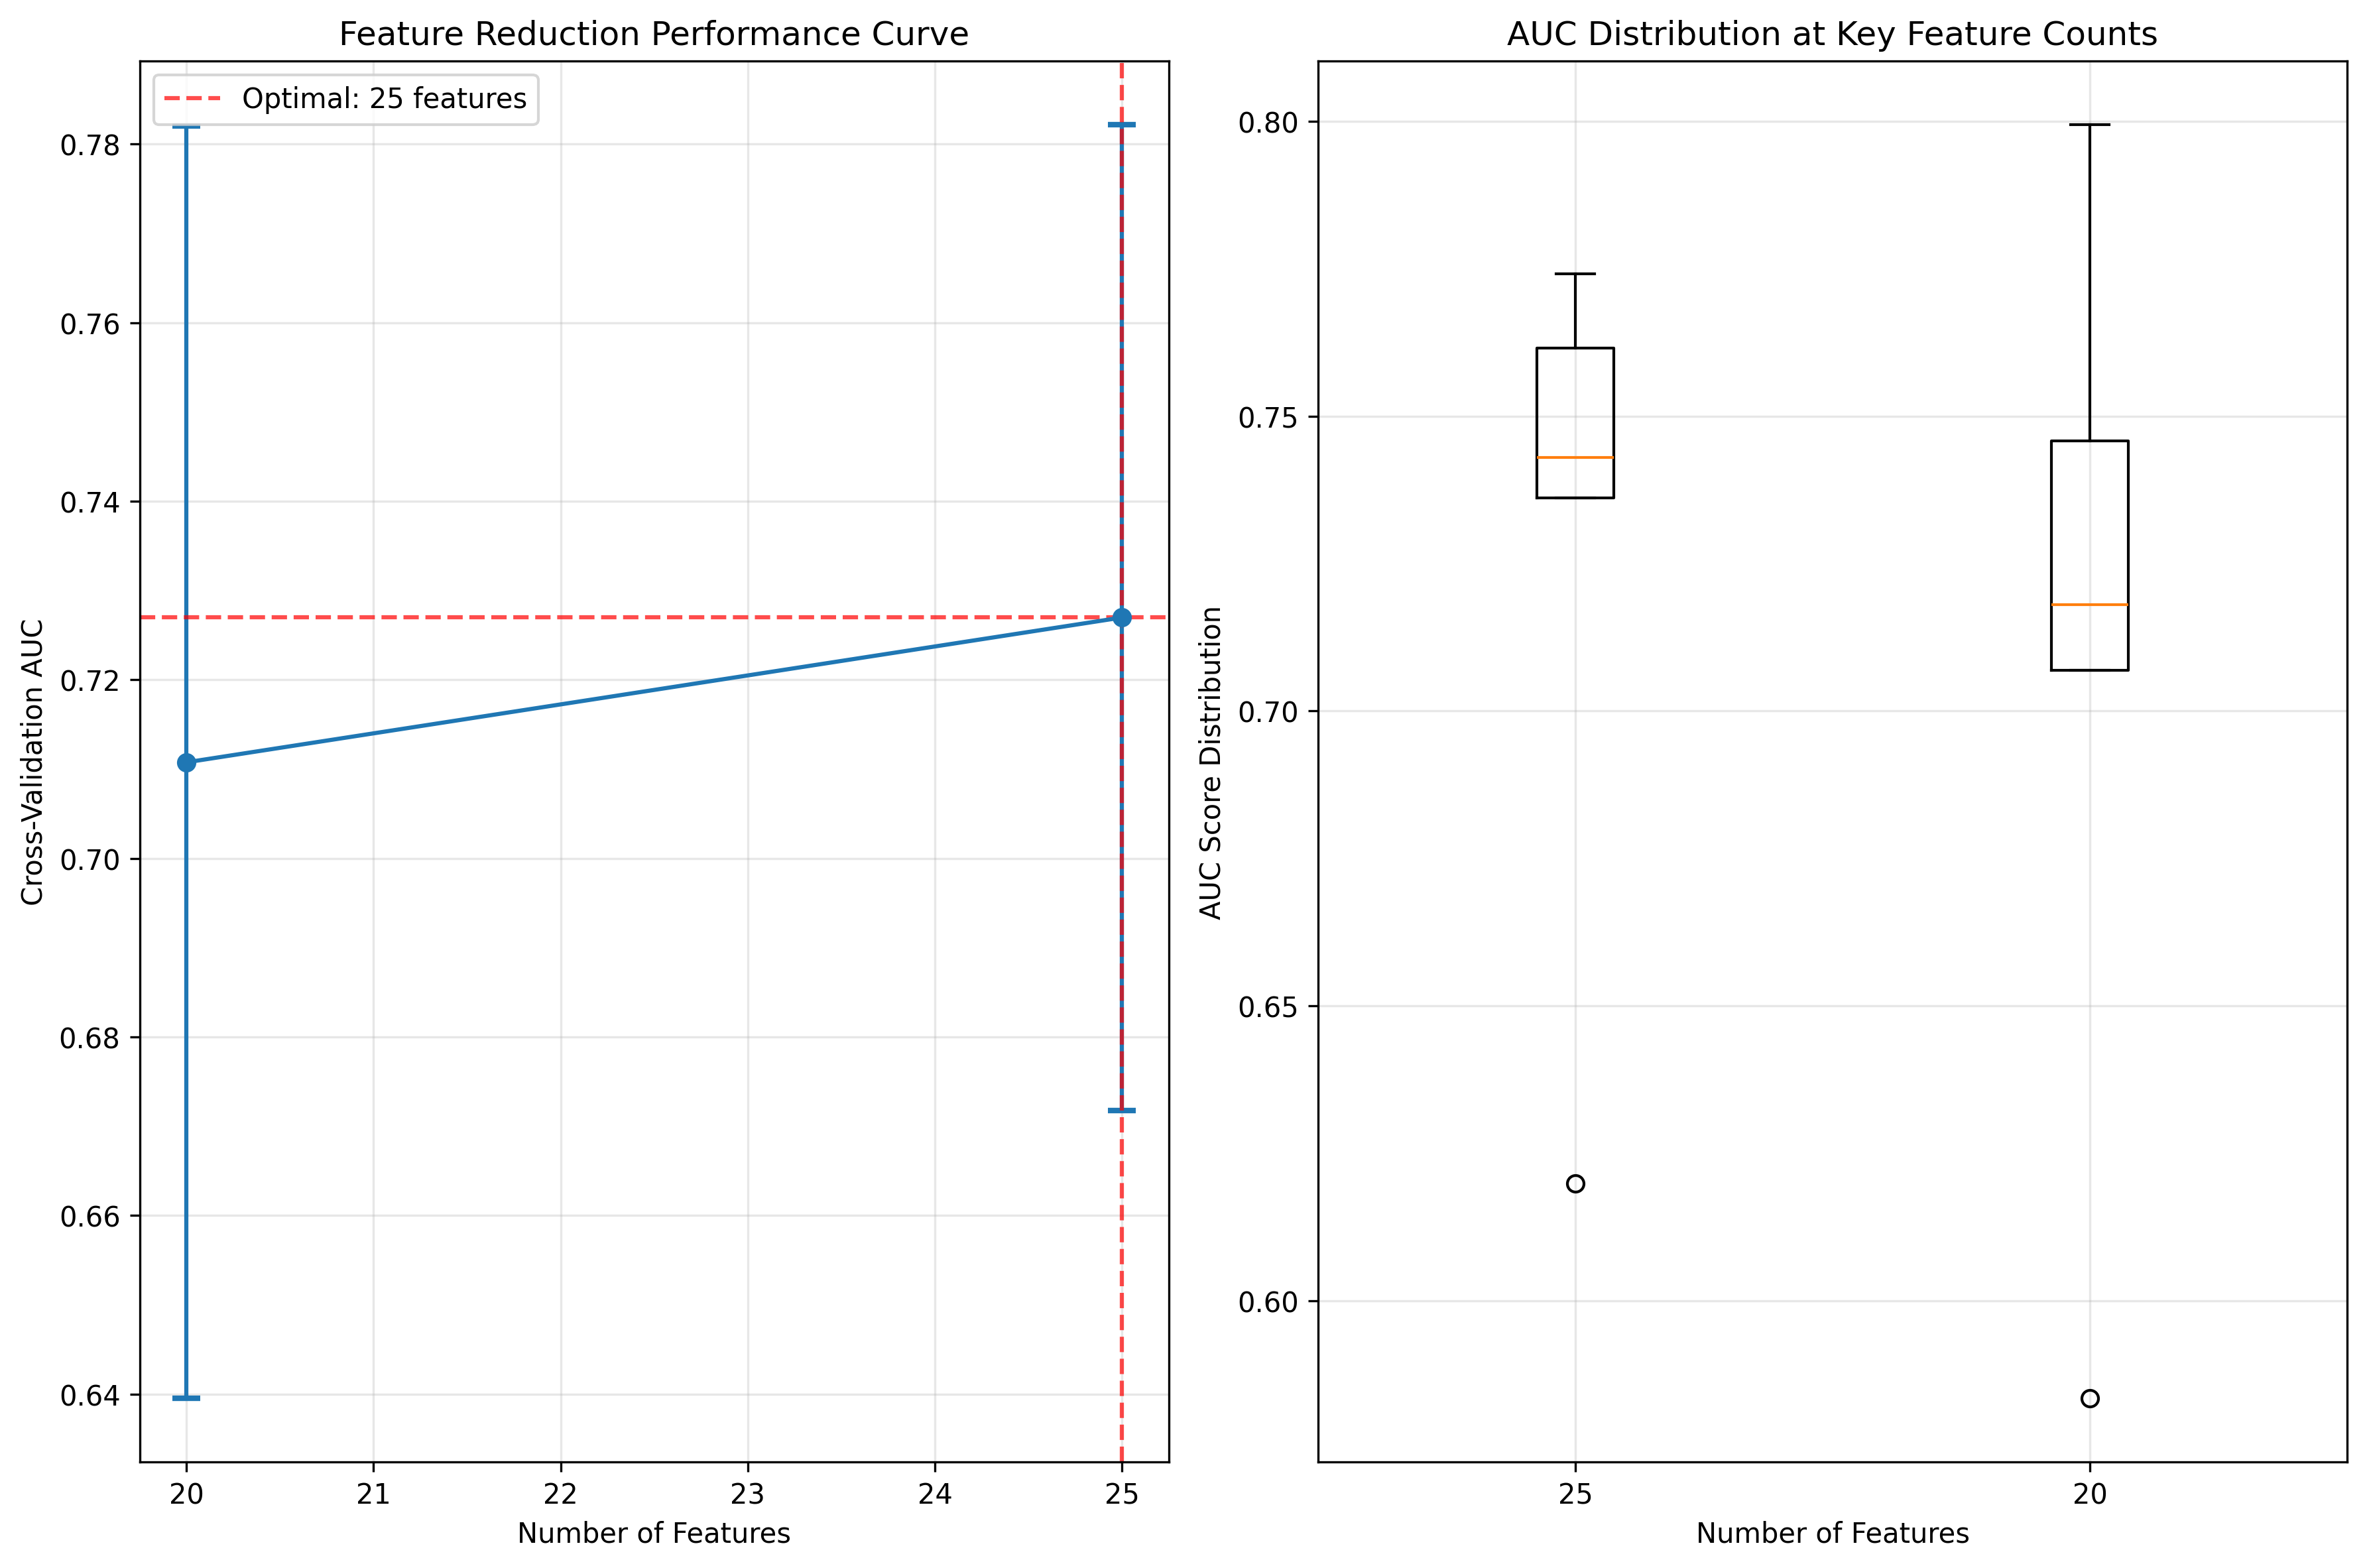 Feature Reduction Performance Curve
Optimal: 25 features
Cross-Validation AUC
0.78
0.76
0.74
0.72
0.70
0.68
0.66
0.64
20 21 22 23 24 25
Number of Features
AUC Distribution at Key Feature Counts
AUC Score Distribution
0.80
0.75
0.70
0.65
0.60
25 20
Number of Features